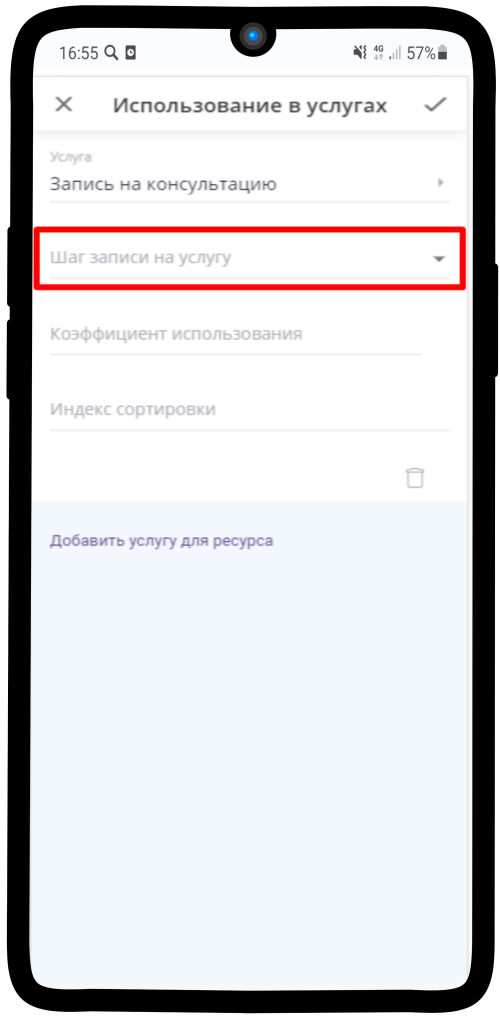 16:55 4G 57%
Использование в услугах
Услуга
Запись на консультацию
Шаг записи на услугу
Коэффициент использования
Индекс сортировки
Добавить услугу для ресурса